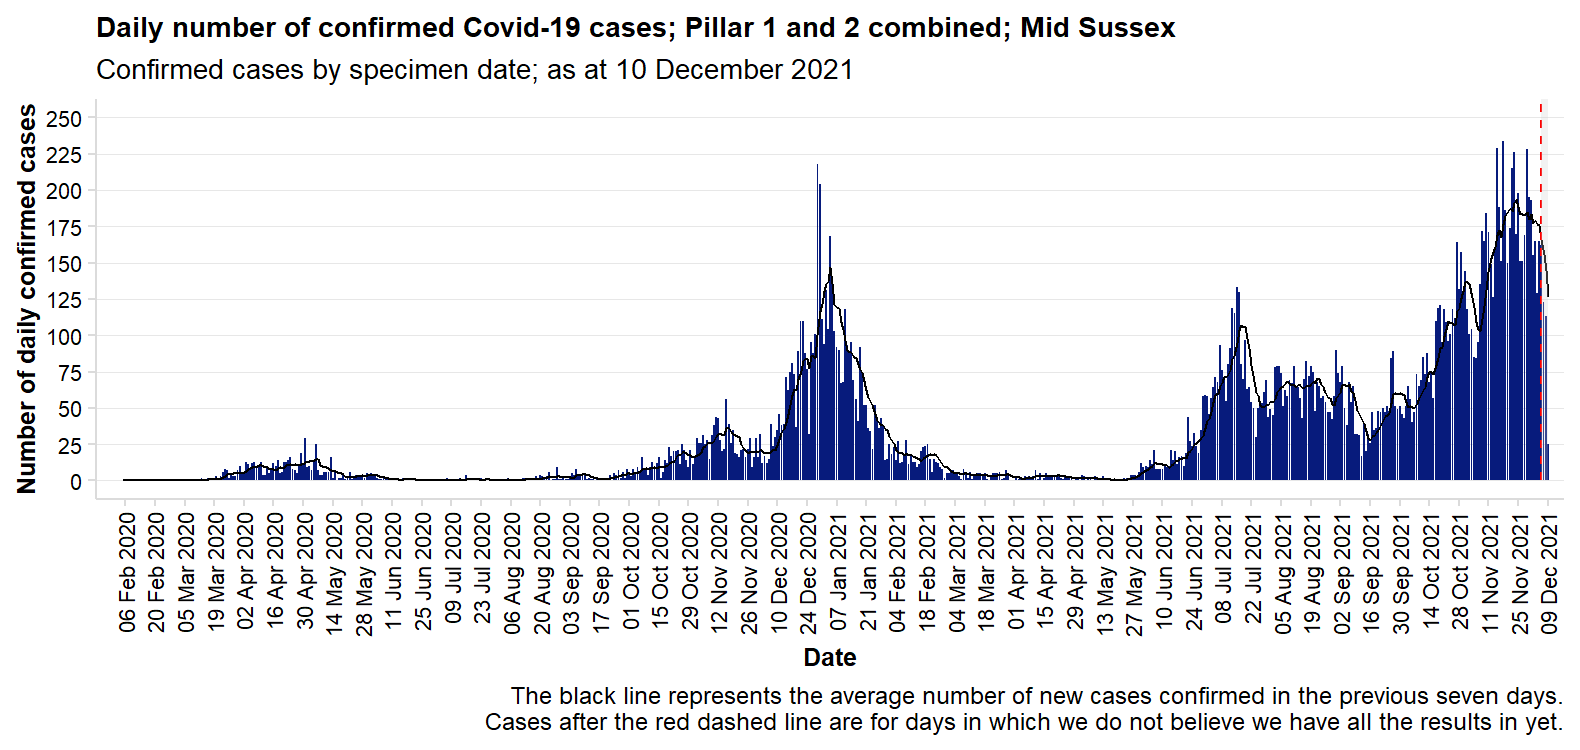 Daily number of confirmed Covid-19 cases; Pillar 1 and 2 combined; Mid Sussex
Confirmed cases by specimen date; as at 10 December 2021
Number of daily confirmed cases
250
225
200
175
150
125
100
75
50
25
0
06 Feb 2020
20 Feb 2020
05 Mar 2020
19 Mar 2020
02 Apr 2020
16 Apr 2020
30 Apr 2020
14 May 2020
28 May 2020
11 Jun 2020
25 Jun 2020
09 Jul 2020
23 Jul 2020
06 Aug 2020
20 Aug 2020
03 Sep 2020
17 Sep 2020
01 Oct 2020
15 Oct 2020
29 Oct 2020
12 Nov 2020
26 Nov 2020
10 Dec 2020
24 Dec 2020
07 Jan 2021
21 Jan 2021
04 Feb 2021
18 Feb 2021
04 Mar 2021
18 Mar 2021
01 Apr 2021
15 Apr 2021
29 Apr 2021
13 May 2021
27 May 2021
10 Jun 2021
24 Jun 2021
08 Jul 2021
22 Jul 2021
05 Aug 2021
19 Aug 2021
02 Sep 2021
16 Sep 2021
30 Sep 2021
14 Oct 2021
28 Oct 2021
11 Nov 2021
25 Nov 2021
09 Dec 2021
Date
The black line represents the average number of new cases confirmed in the previous seven days.
Cases after the red dashed line are for days in which we do not believe we have all the results in yet.